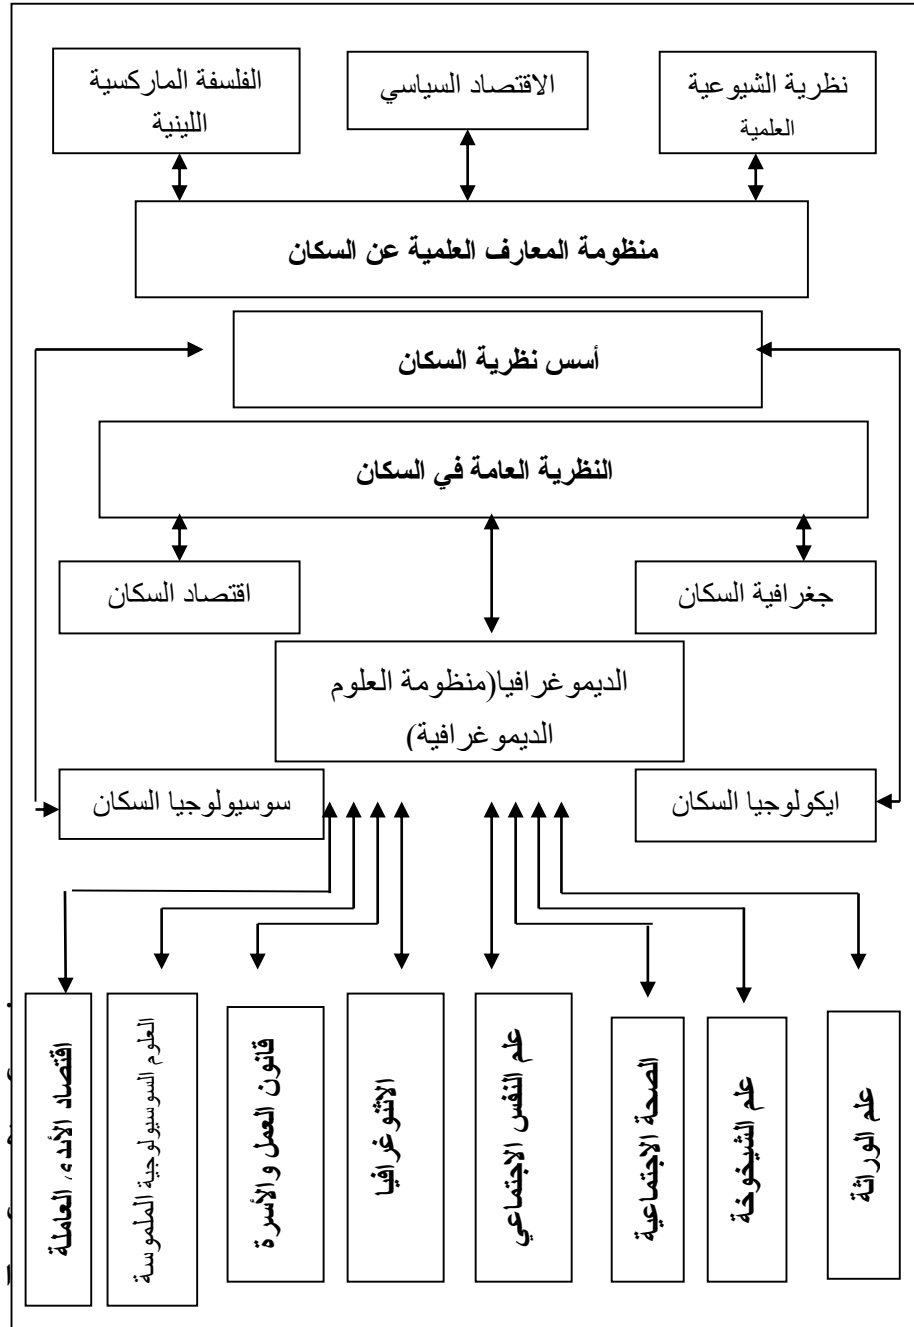 نظرية الشيوعية
العلمية
الاقتصاد السياسي
الفلسفة الماركسية
اللينية
منظومة المعارف العلمية عن السكان
أسس نظرية السكان
النظرية العامة في السكان
جغرافية السكان
اقتصاد السكان
الديموغرافيا(منظومة العلوم
الديموغرافية)
ايكولوجيا السكان
سوسيولوجيا السكان
علم الوراثة
علم الشيخوخة
الصحة الاجتماعية
علم النفس الاجتماعي
الاثنوغرافيا
قانون العمل والأسرة
العلوم السوسيولوجية الملموسة
اقتصاد الأيدي العاملة